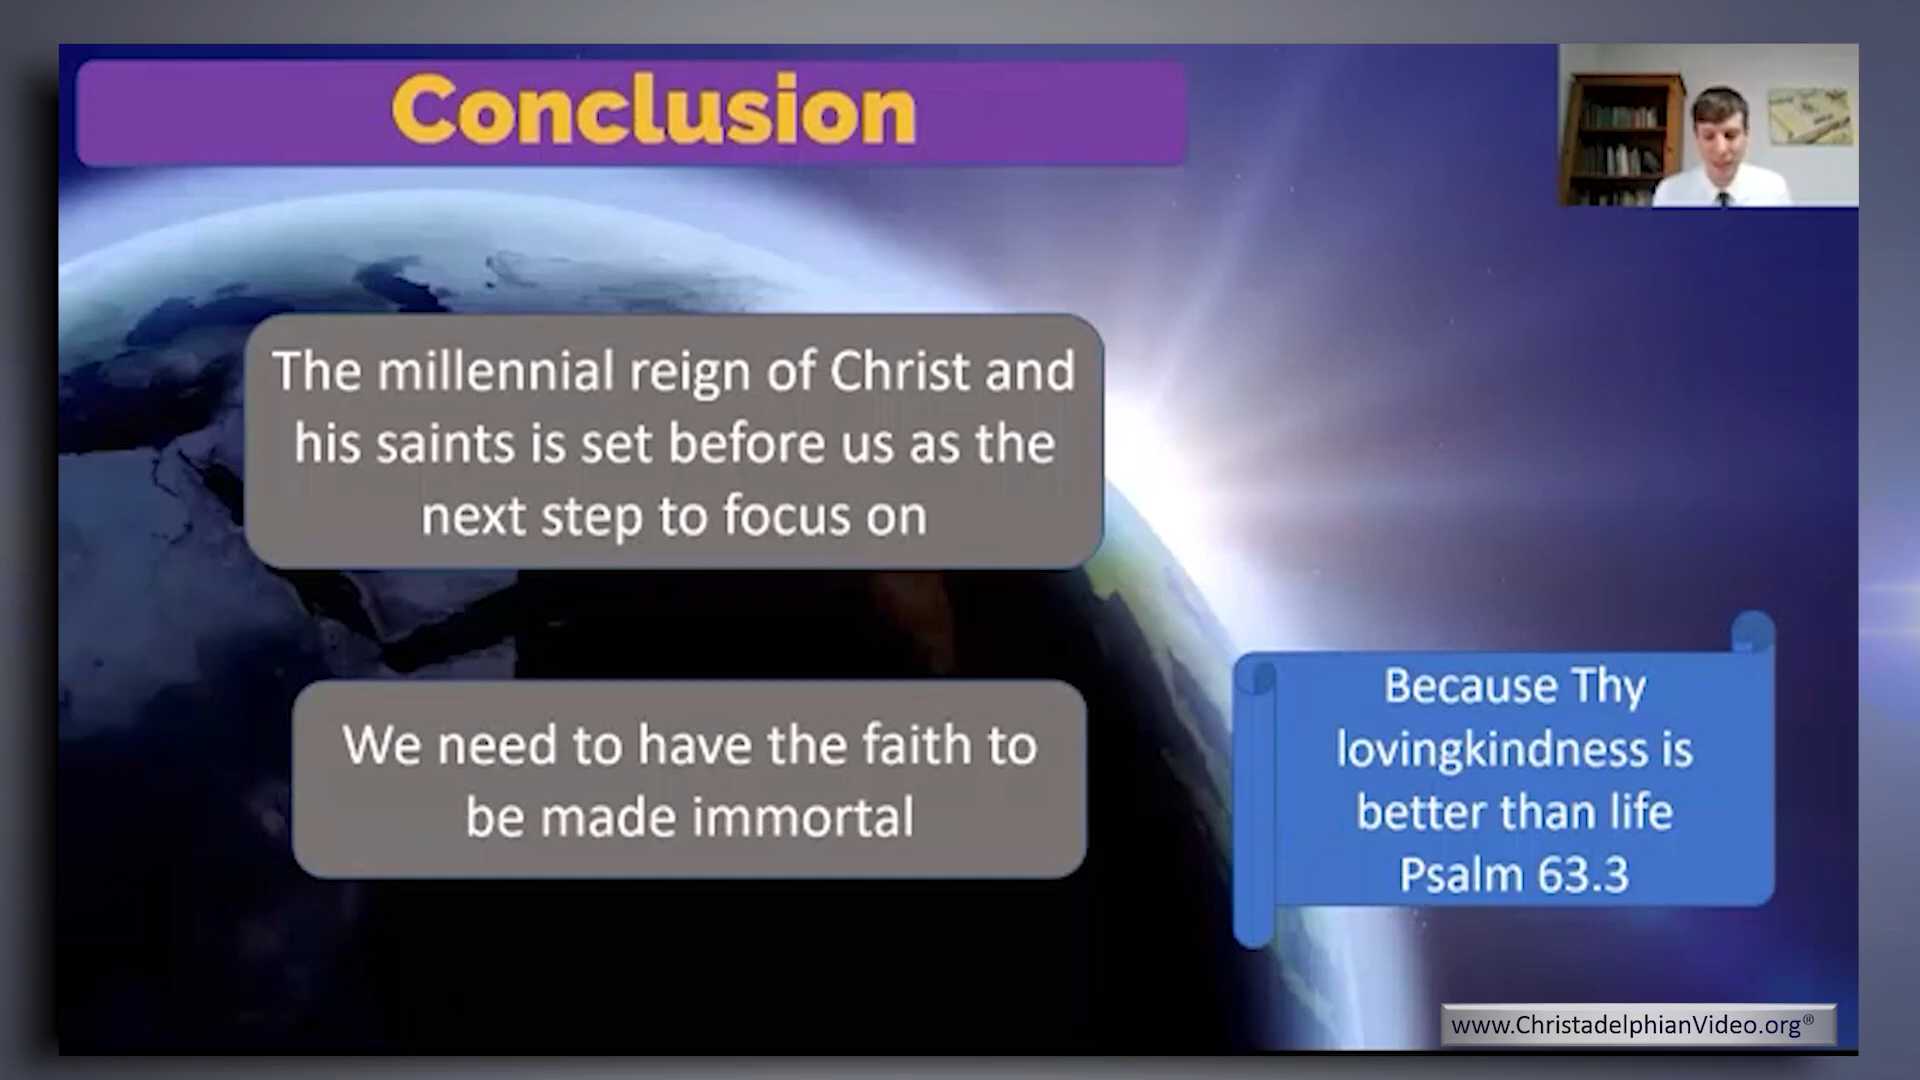 Conclusion
The millennial reign of Christ and
his saints is set before us as the
next step to focus on
We need to have the faith to
be made immortal
Because Thy
lovingkindness is
better than life
Psalm 63.3
www.ChristadelphianVideo.org®